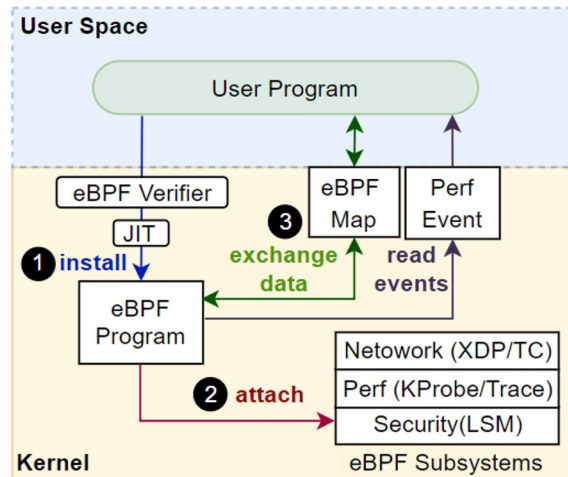 User Space
User Program
eBPF Verifier
JIT
1 install
eBPF
Program
3
eBPF
Map
Perf
Event
exchange
data
read
events
2 attach
Netowork (XDP/TC)
Perf (KProbe/Trace)
Security(LSM)
Kernel
eBPF Subsystems